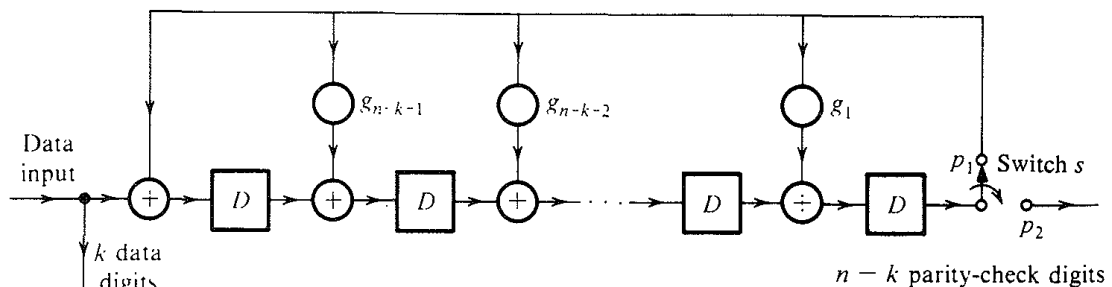 g_{n-k-1}
g_{n-k-2}
g_1
Data
input
p_1
Switch s
+
D
+
D
+
D
÷
D
p_2
k data
digits
n − k parity-check digits